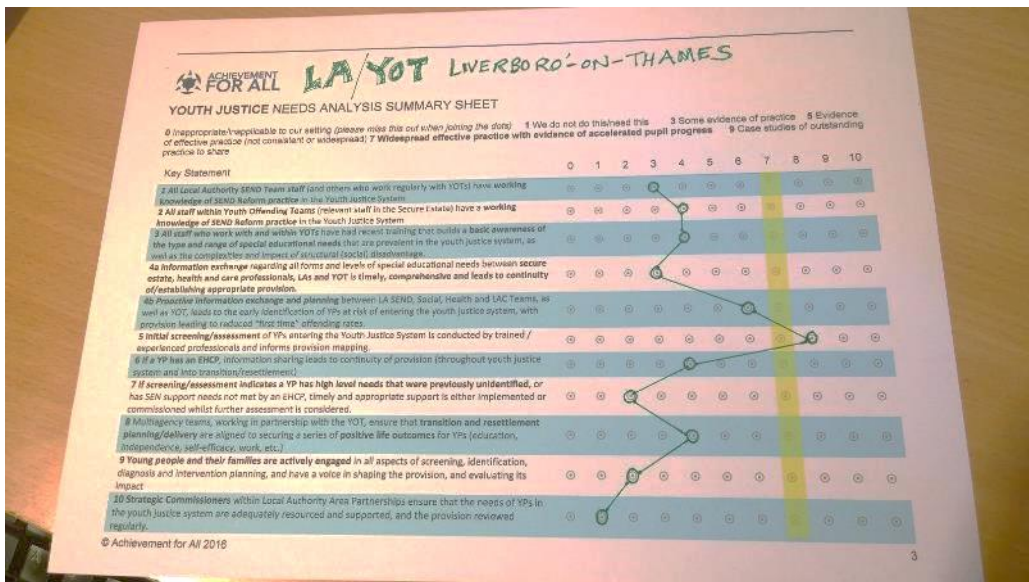 ACHIEVEMENT
FOR ALL
LA/YOT LIVERBORO'-ON-THAMES
YOUTH JUSTICE NEEDS ANALYSIS SUMMARY SHEET
0 Inappropriate/inapplicable to our setting (please miss this out when joining the dots) 1 We do not do this/need this 3 Some evidence of practice 5 Evidence
of effective practice (not consistent or widespread) 7 Widespread effective practice with evidence of accelerated pupil progress 9 Case studies of outstanding
practice to share
Key Statement 0 1 2 3 4 5 6 7 8 9 10
1 All Local Authority SEND Team staff (and others who work regularly with YOTs) have working
knowledge of SEND Reform practice in the Youth Justice System
2 All staff within Youth Offending Teams (relevant staff in the Secure Estate) have a working
knowledge of SEND Reform practice in the Youth Justice System
3 All staff who work with and within YOTs have had recent training that builds a basic awareness of
the type and range of special educational needs that are prevalent in the youth justice system, as
well as the complexities and impact of structural (social) disadvantage.
4a Information exchange regarding all forms and levels of special educational needs between secure
estate, health and care professionals, LAs and YOT is timely, comprehensive and leads to continuity
of/establishing appropriate provision.
4b Proactive information exchange and planning between LA SEND, Social, Health and LAC Teams, as
well as YOT, leads to the early identification of YPs at risk of entering the youth justice system, with
provision leading to reduced "first time" offending rates.
5 Initial screening/assessment of YPs entering the Youth Justice System is conducted by trained /
experienced professionals and informs provision mapping.
6 If a YP has an EHCP, information sharing leads to continuity of provision (throughout youth justice
system and into transition/resettlement)
7 If screening/assessment indicates a YP has high level needs that were previously unidentified, or
has SEN support needs not met by an EHCP, timely and appropriate support is either implemented or
commissioned whilst further assessment is considered.
8 Multiagency teams, working in partnership with the YOT, ensure that transition and resettlement
planning/delivery are aligned to securing a series of positive life outcomes for YPs (education,
independence, self-efficacy, work, etc.)
9 Young people and their families are actively engaged in all aspects of screening, identification,
diagnosis and intervention planning, and have a voice in shaping the provision, and evaluating its
impact
10 Strategic Commissioners within Local Authority Area Partnerships ensure that the needs of YPs in
the youth justice system are adequately resourced and supported, and the provision reviewed
regularly.
© Achievement for All 2016
3